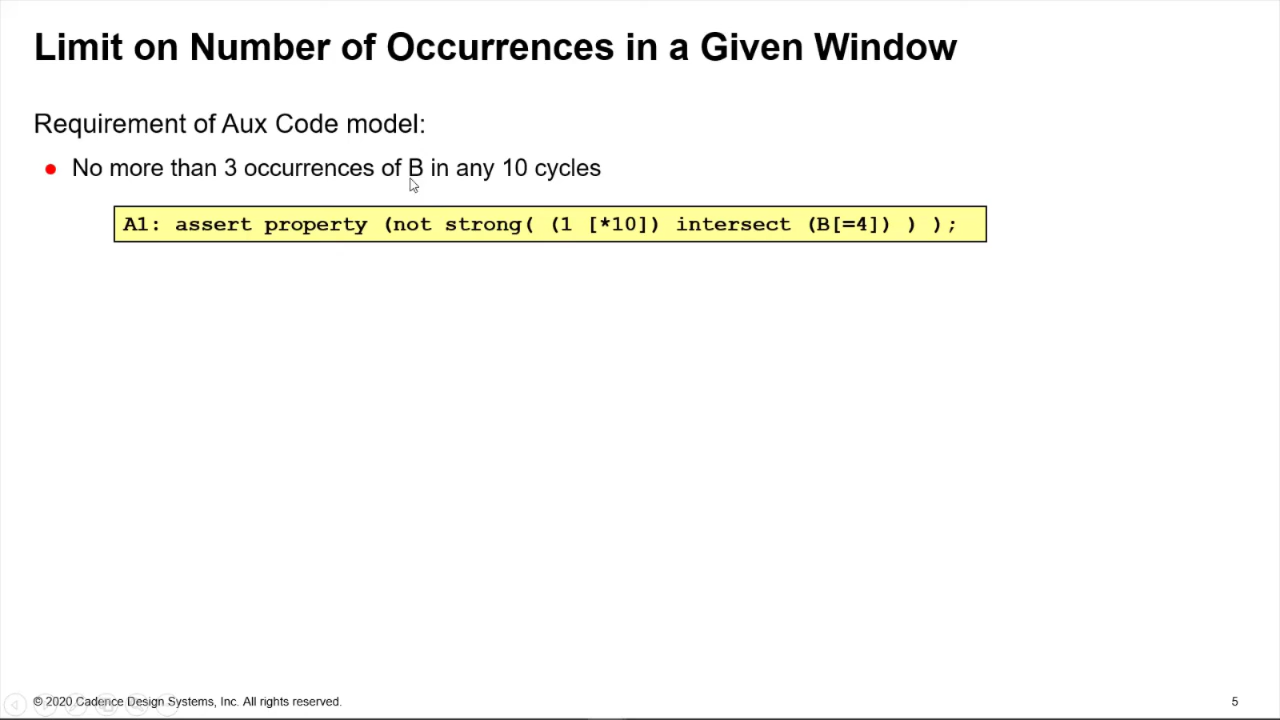 Limit on Number of Occurrences in a Given Window
Requirement of Aux Code model:
No more than 3 occurrences of B in any 10 cycles
A1: assert property (not strong( (1 [*10]) intersect (B[=4]) ) );
© 2020 Cadence Design Systems, Inc. All rights reserved.
5